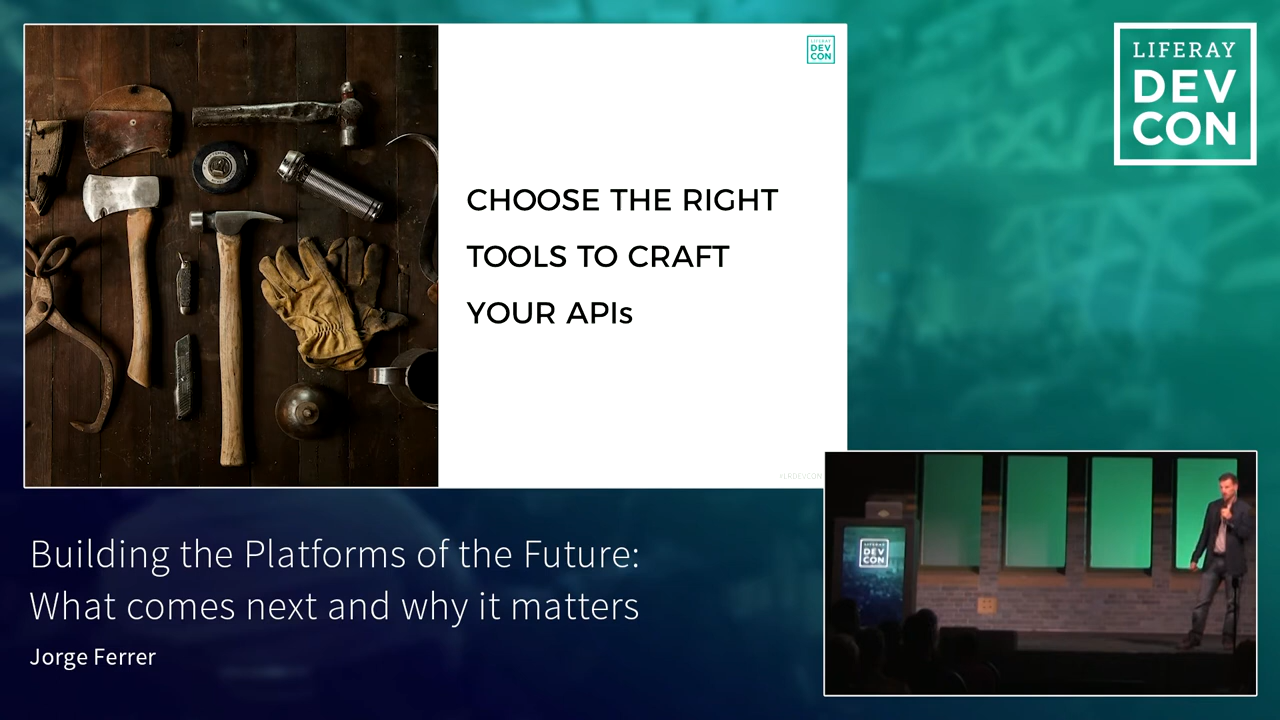 LIFERAY
DEV
CON
CHOOSE THE RIGHT
TOOLS TO CRAFT
YOUR APIs
#LRDEVCON
LIFERAY
DEV
CON
DEV
CON
Building the Platforms of the Future:
What comes next and why it matters
Jorge Ferrer